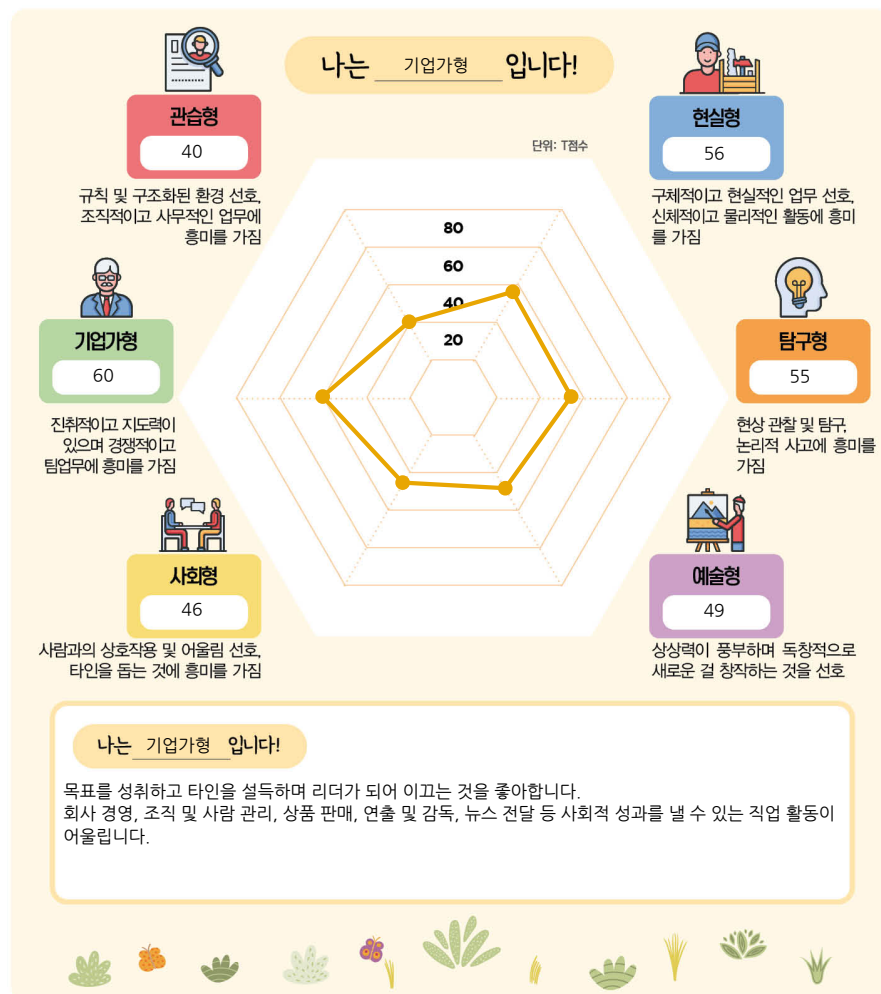 나는 기업가형 입니다!
단위: T점수
관습형
40
규칙 및 구조화된 환경 선호,
조직적이고 사무적인 업무에
흥미를 가짐
현실형
56
구체적이고 현실적인 업무 선호,
신체적이고 물리적인 활동에 흥미
를 가짐
80
60
40
20
기업가형
60
진취적이고 지도력이
있으며 경쟁적이고
팀업무에 흥미를 가짐
탐구형
55
현상 관찰 및 탐구,
논리적 사고에 흥미를
가짐
사회형
46
사람과의 상호작용 및 어울림 선호,
타인을 돕는 것에 흥미를 가짐
예술형
49
상상력이 풍부하며 독창적으로
새로운 걸 창작하는 것을 선호
나는 기업가형 입니다!
목표를 성취하고 타인을 설득하며 리더가 되어 이끄는 것을 좋아합니다.
회사 경영, 조직 및 사람 관리, 상품 판매, 연출 및 감독, 뉴스 전달 등 사회적 성과를 낼 수 있는 직업 활동이
어울립니다.